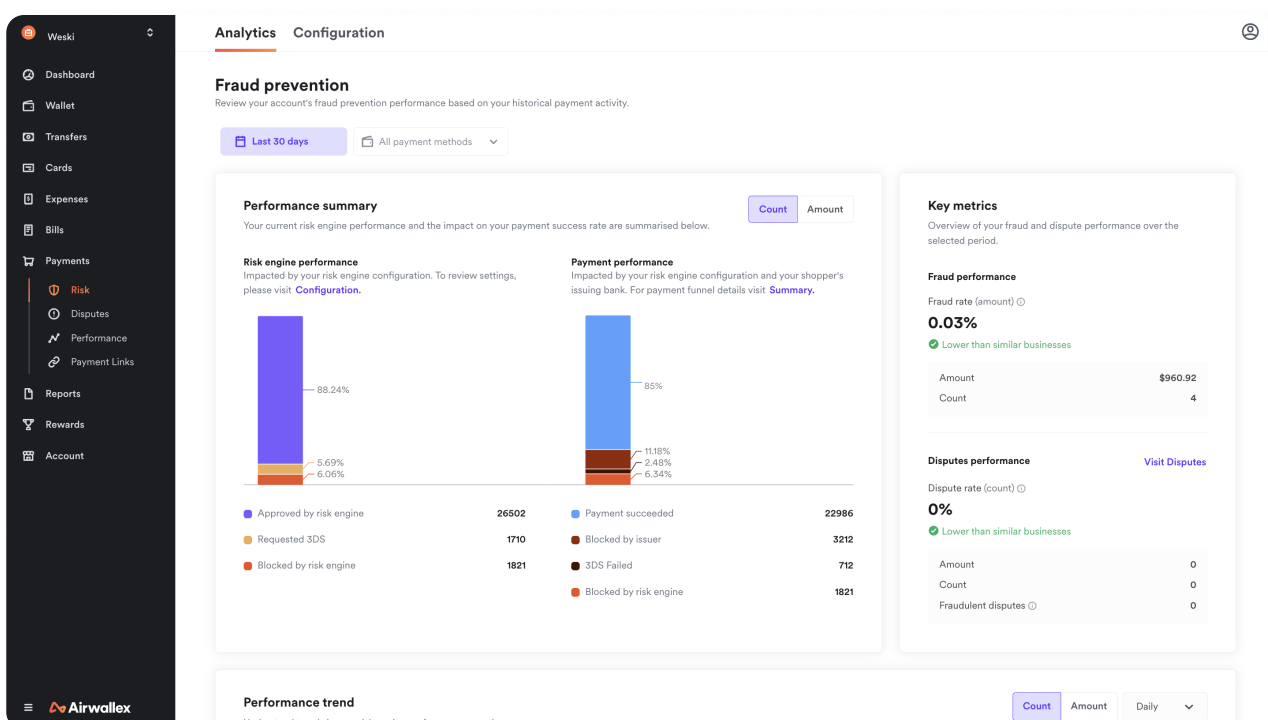 Weski
Dashboard
Wallet
Transfers
Cards
Expenses
Bills
Payments
Risk
Disputes
Performance
Payment Links
Reports
Rewards
Account
Airwallex
Analytics Configuration
Fraud prevention
Review your account's fraud prevention performance based on your historical payment activity.
Last 30 days All payment methods
Performance summary
Count Amount
Your current risk engine performance and the impact on your payment success rate are summarised below.
Risk engine performance
Impacted by your risk engine configuration. To review settings,
please visit Configuration.
88.24%
5.69%
6.06%
Approved by risk engine 26502
Requested 3DS 1710
Blocked by risk engine 1821
Payment performance
Impacted by your risk engine configuration and your shopper's
issuing bank. For payment funnel details visit Summary.
85%
11.18%
2.48%
6.34%
Payment succeeded 22986
Blocked by issuer 3212
3DS Failed 712
Blocked by risk engine 1821
Key metrics
Overview of your fraud and dispute performance over the
selected period.
Fraud performance
Fraud rate (amount)
0.03%
Lower than similar businesses
Amount $960.92
Count 4
Disputes performance Visit Disputes
Dispute rate (count)
0%
Lower than similar businesses
Amount 0
Count 0
Fraudulent disputes 0
Performance trend
Count Amount Daily